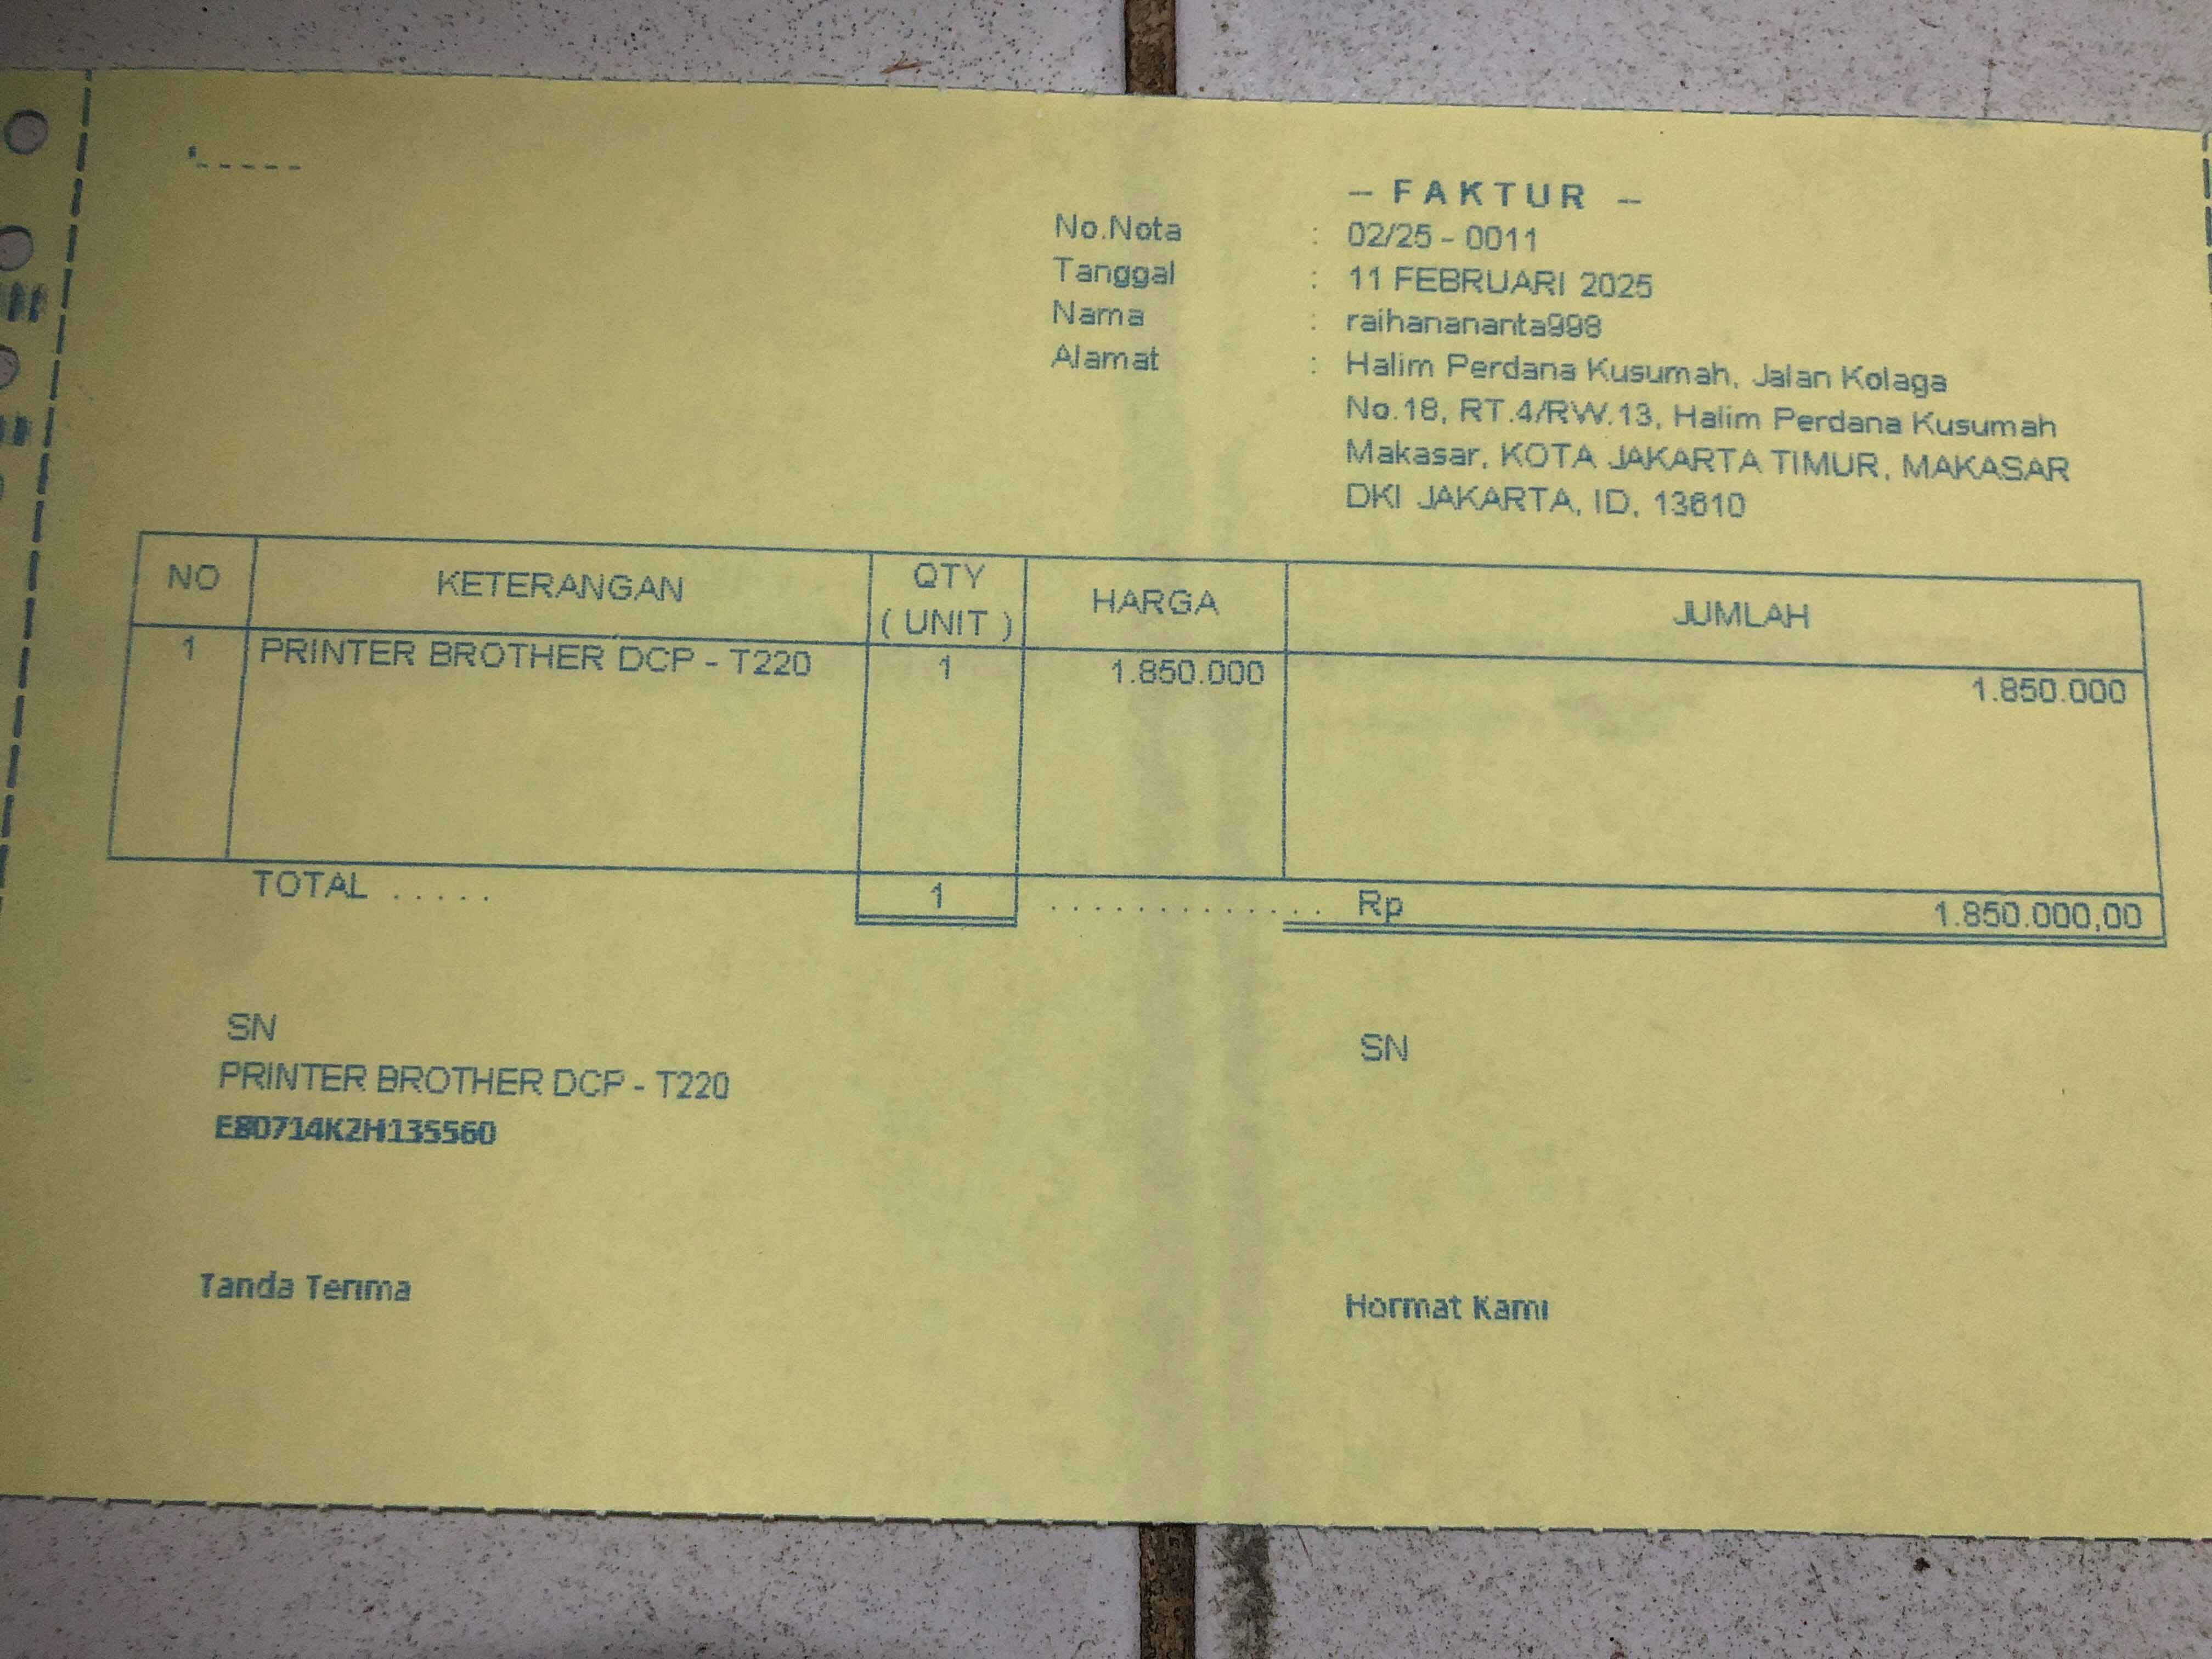 – FAKTUR –
No.Nota : 02/25 - 0011
Tanggal : 11 FEBRUARI 2025
Nama : raihanananta998
Alamat : Halim Perdana Kusumah, Jalan Kolaga
No.18, RT.4/RW.13, Halim Perdana Kusumah
Makasar, KOTA JAKARTA TIMUR, MAKASAR
DKI JAKARTA, ID, 13610
NO KETERANGAN QTY ( UNIT ) HARGA JUMLAH
1 PRINTER BROTHER DCP - T220 1 1.850.000 1.850.000
TOTAL ..... 1 ............. Rp 1.850.000,00
SN SN
PRINTER BROTHER DCP - T220
E80714K2H135560
Tanda Terima Hormat Kami